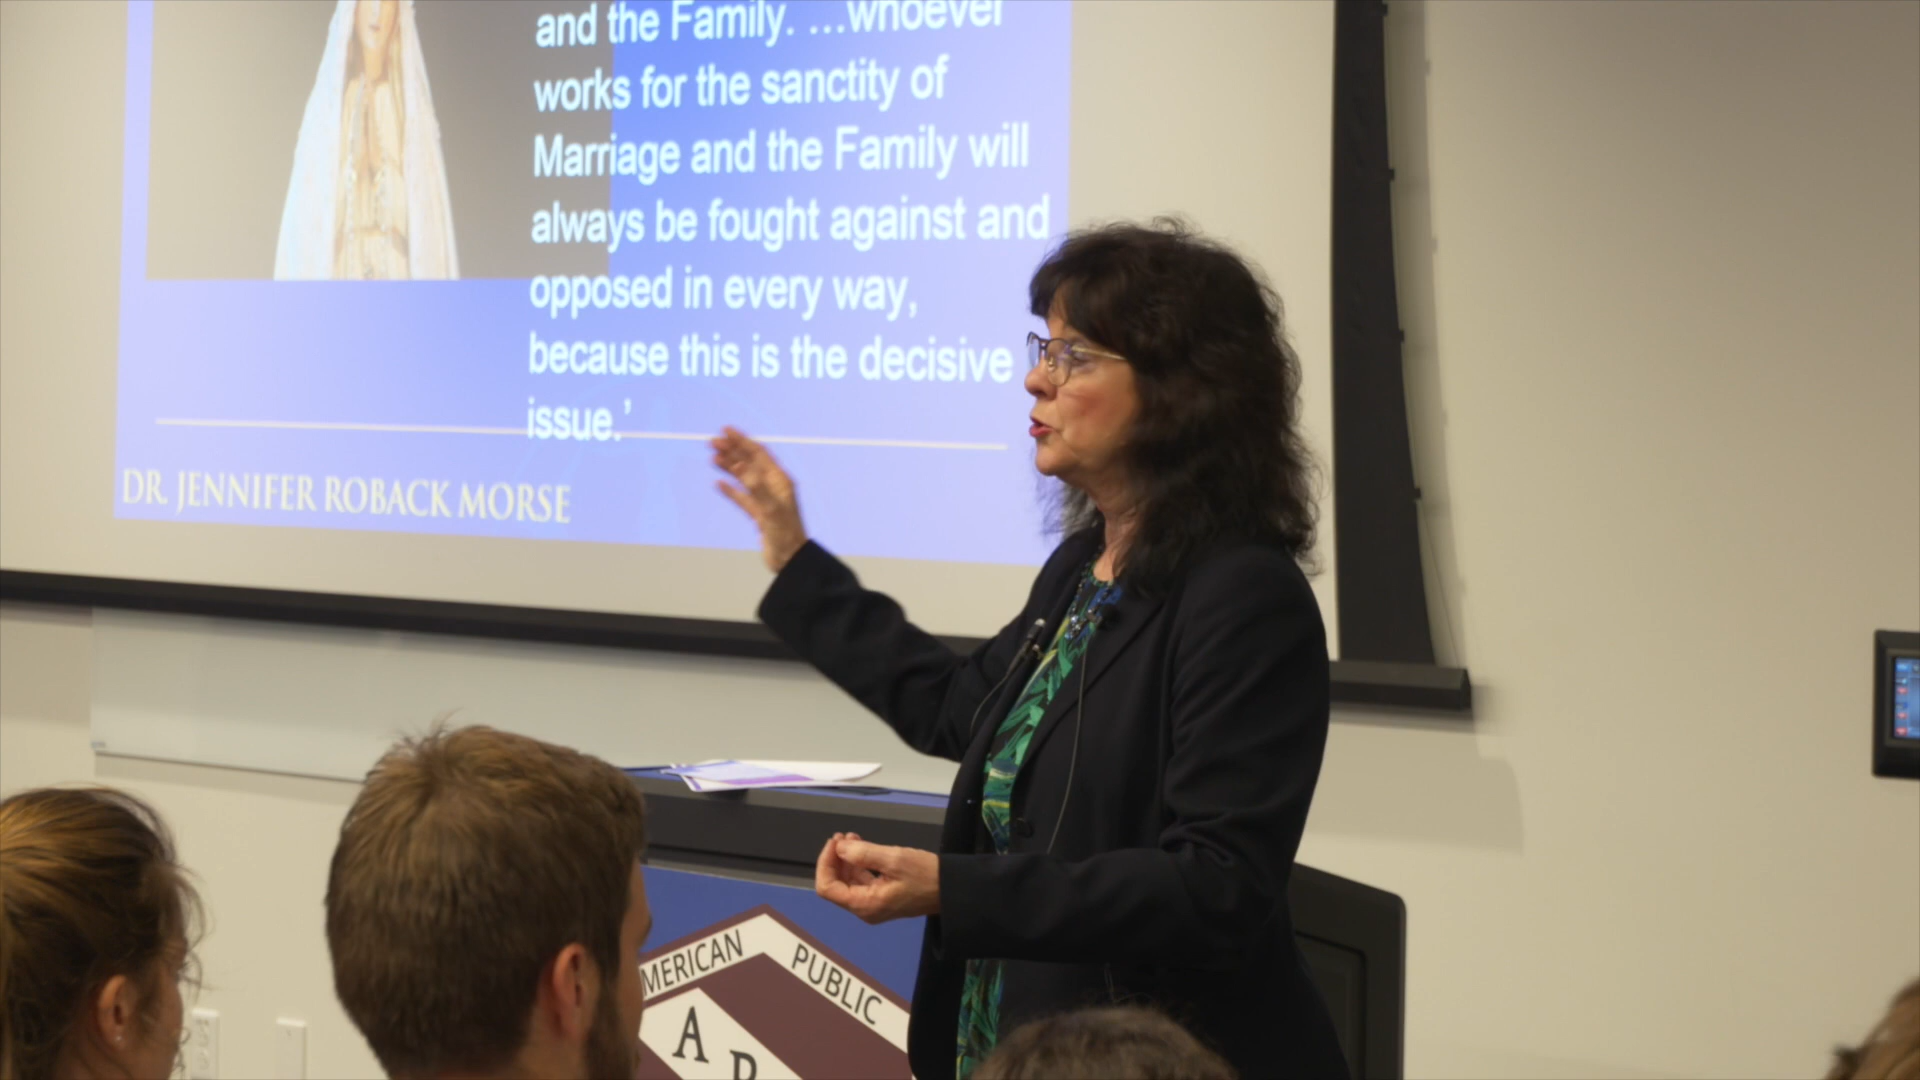 and the Family. ...whoever
works for the sanctity of
Marriage and the Family will
always be fought against and
opposed in every way,
because this is the decisive
issue.’
DR. JENNIFER ROBACK MORSE
MERICAN PUBLIC
A P